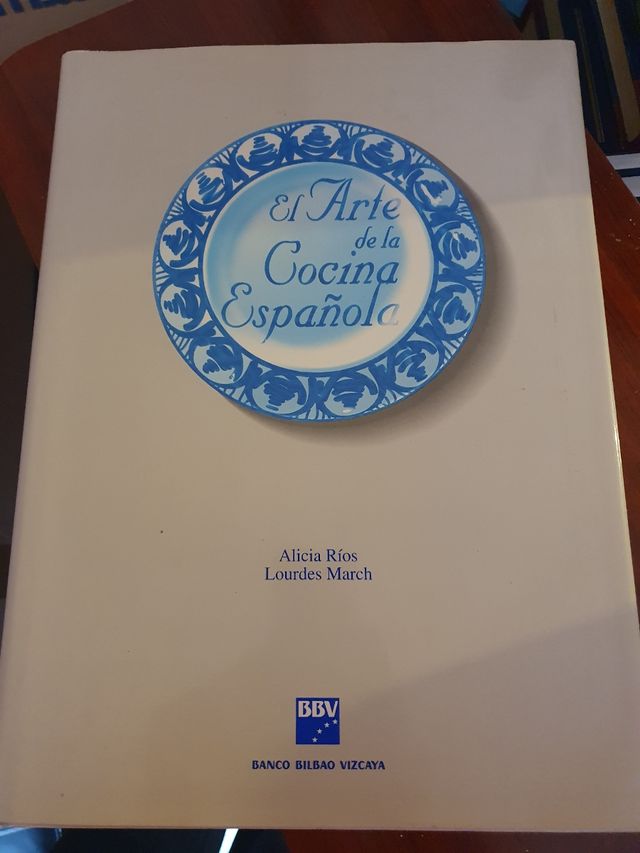 El Arte
de la
Cocina
Española
Alicia Ríos
Lourdes March
BBV
BANCO BILBAO VIZCAYA